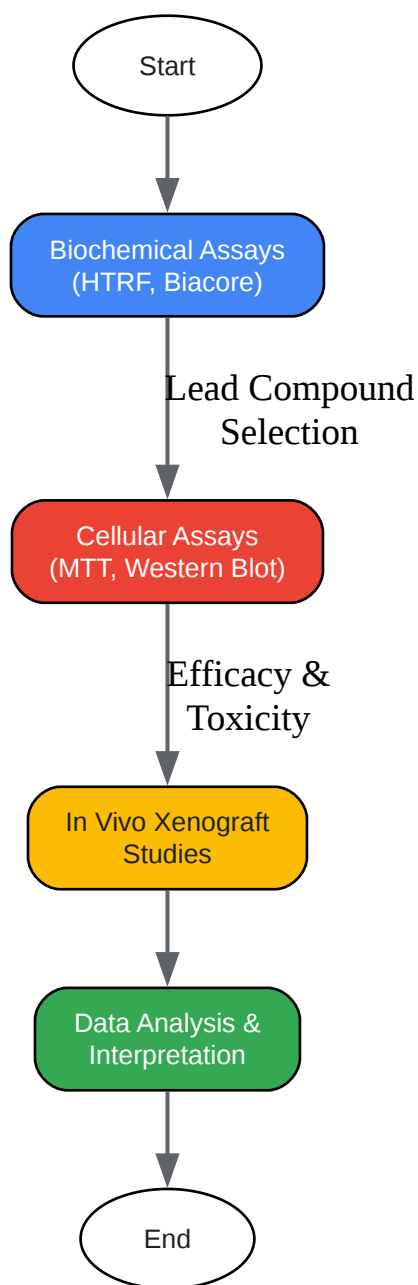 Start
Biochemical Assays
(HTRF, Biacore)
Lead Compound
Selection
Cellular Assays
(MTT, Western Blot)
Efficacy &
Toxicity
In Vivo Xenograft
Studies
Data Analysis &
Interpretation
End